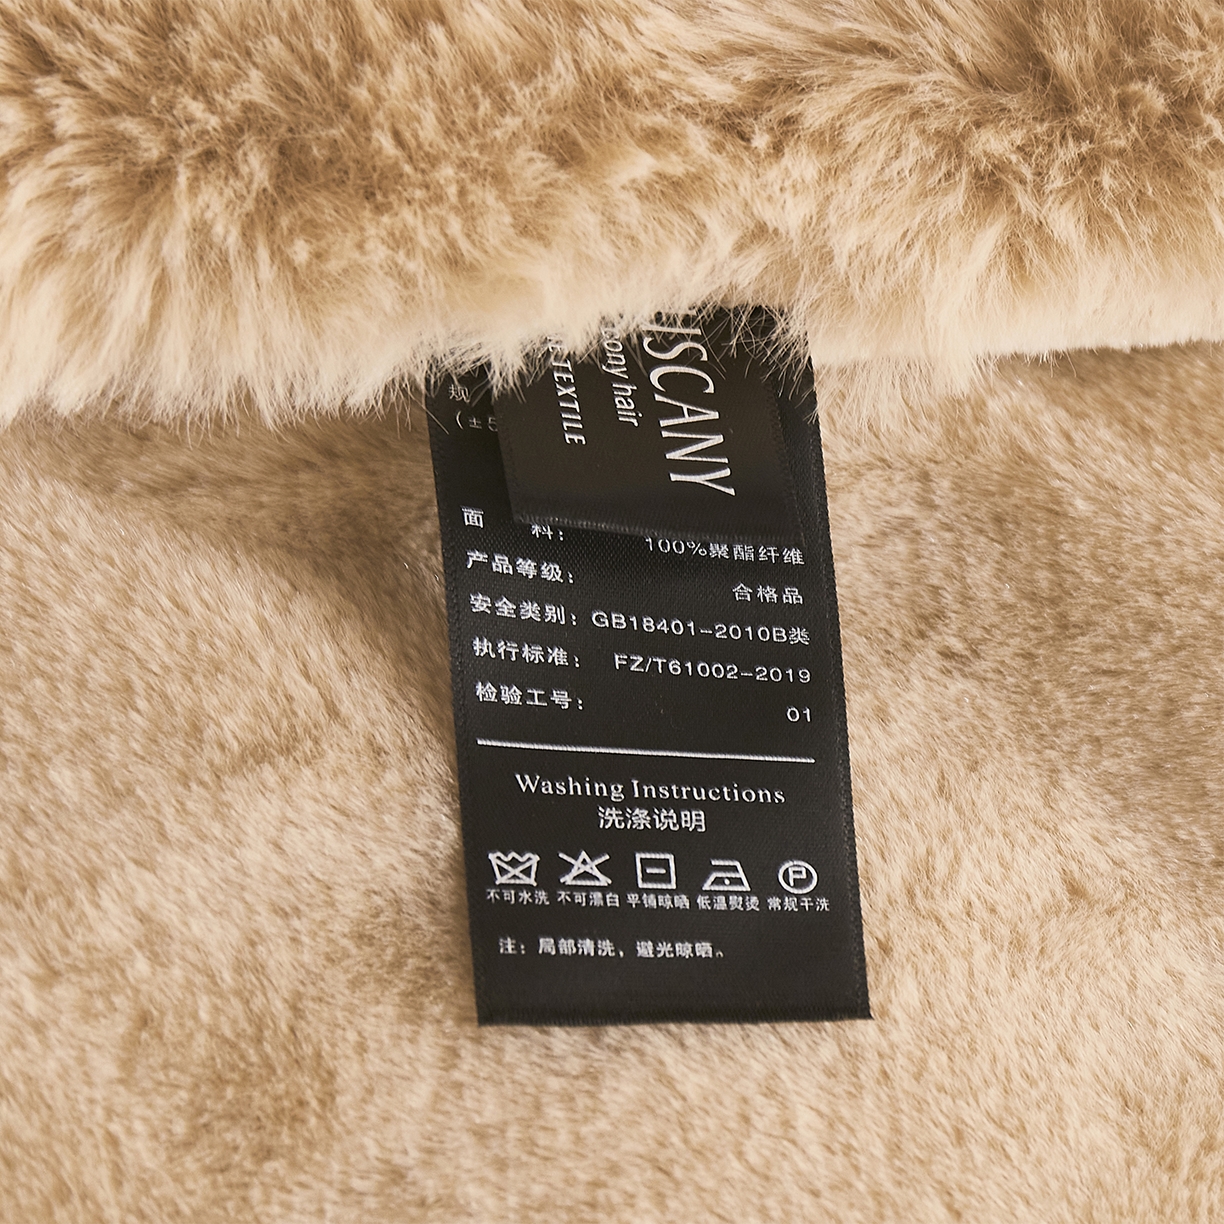 USCANY
hair
TEXTILE
规
(±5
面 料: 100%聚酯纤维
产品等级: 合格品
安全类别: GB18401-2010B类
执行标准: FZ/T61002-2019
检验工号: 01
Washing Instructions
洗涤说明
不可水洗 不可漂白 平铺晾晒 低温熨烫 常规干洗
P
注: 局部清洗, 避光晾晒。